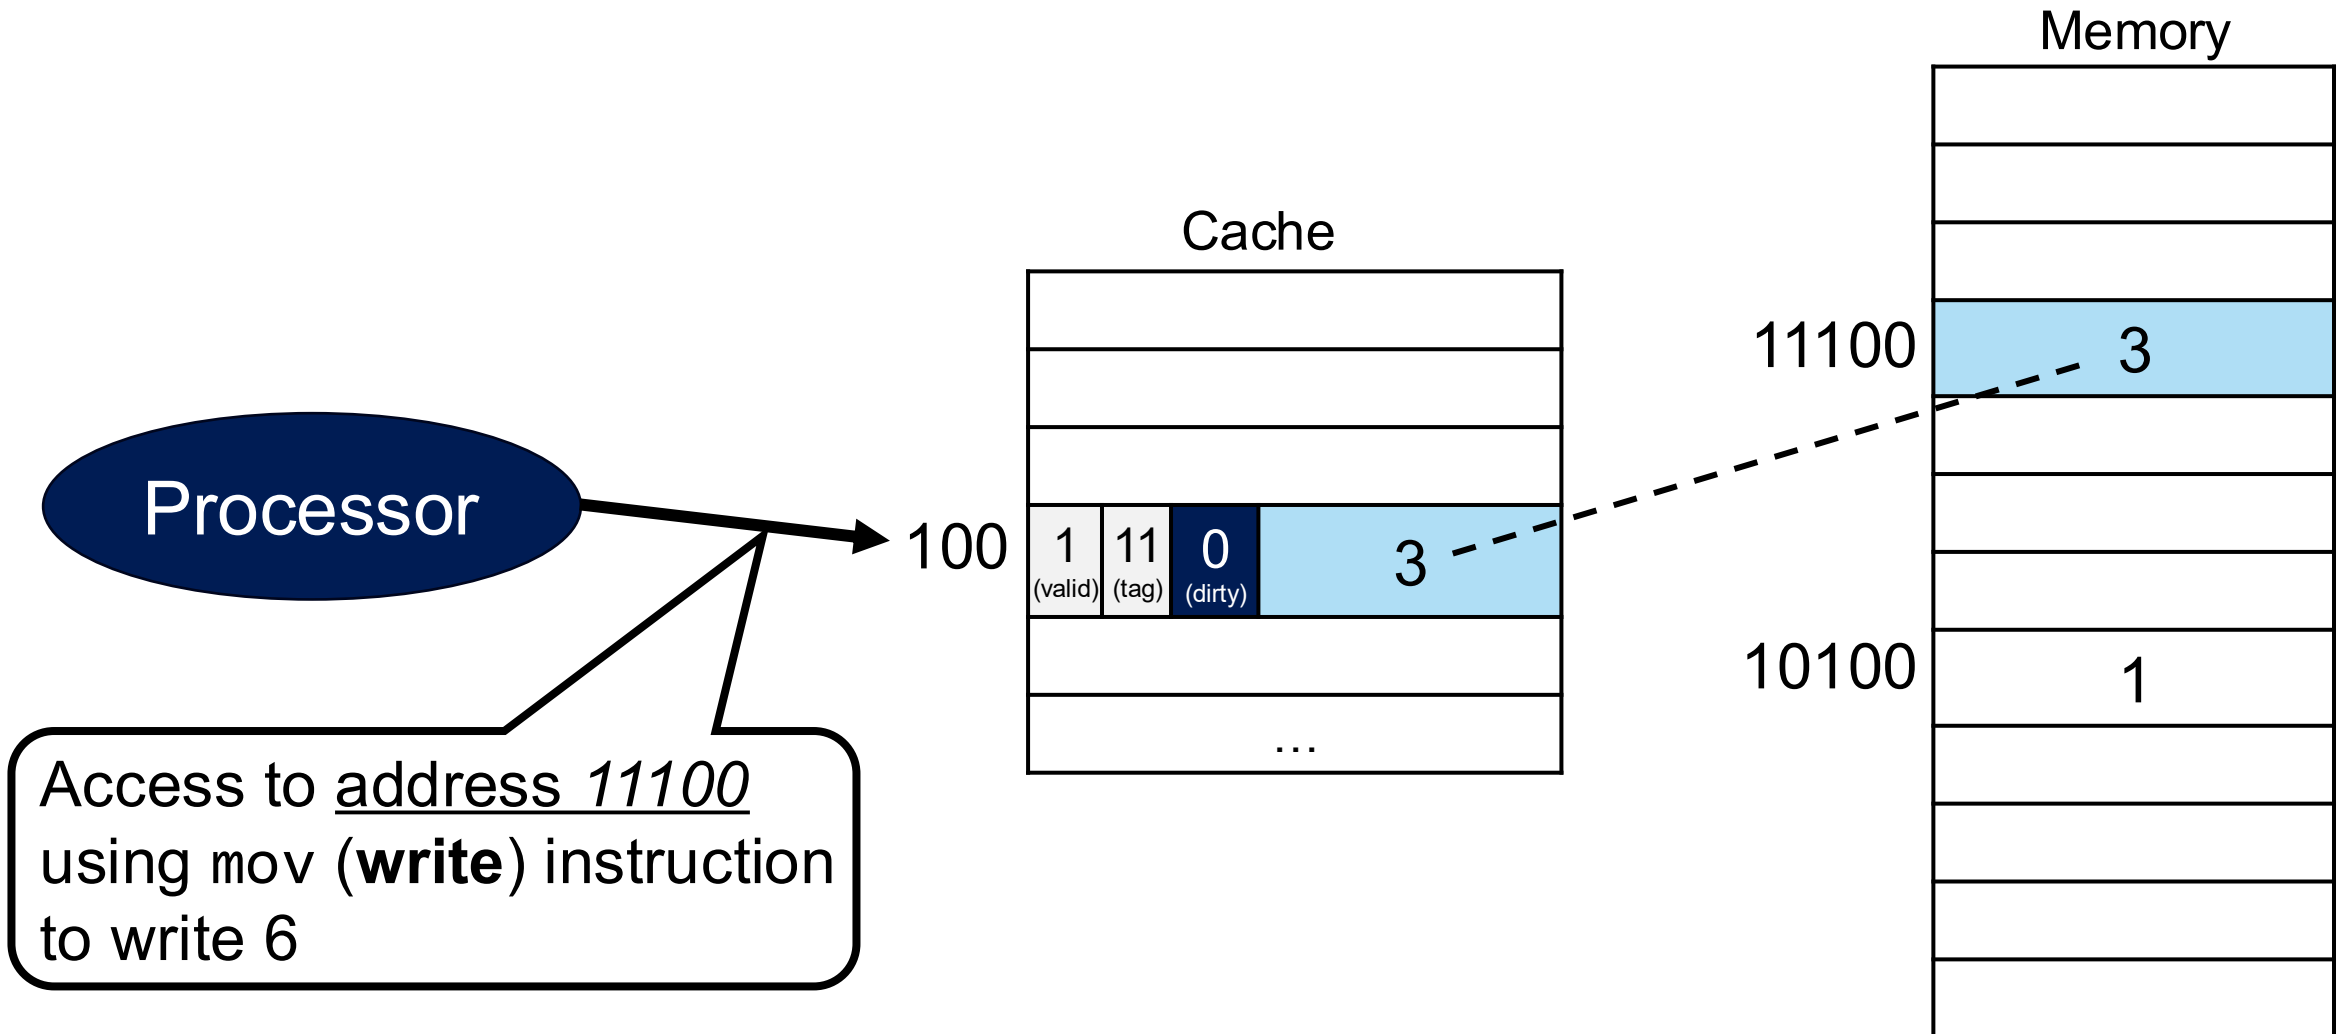 Memory
Cache
11100
3
Processor
100
1
(valid)
11
(tag)
0
(dirty)
3
10100
1
...
Access to address 11100
using mov (write) instruction
to write 6